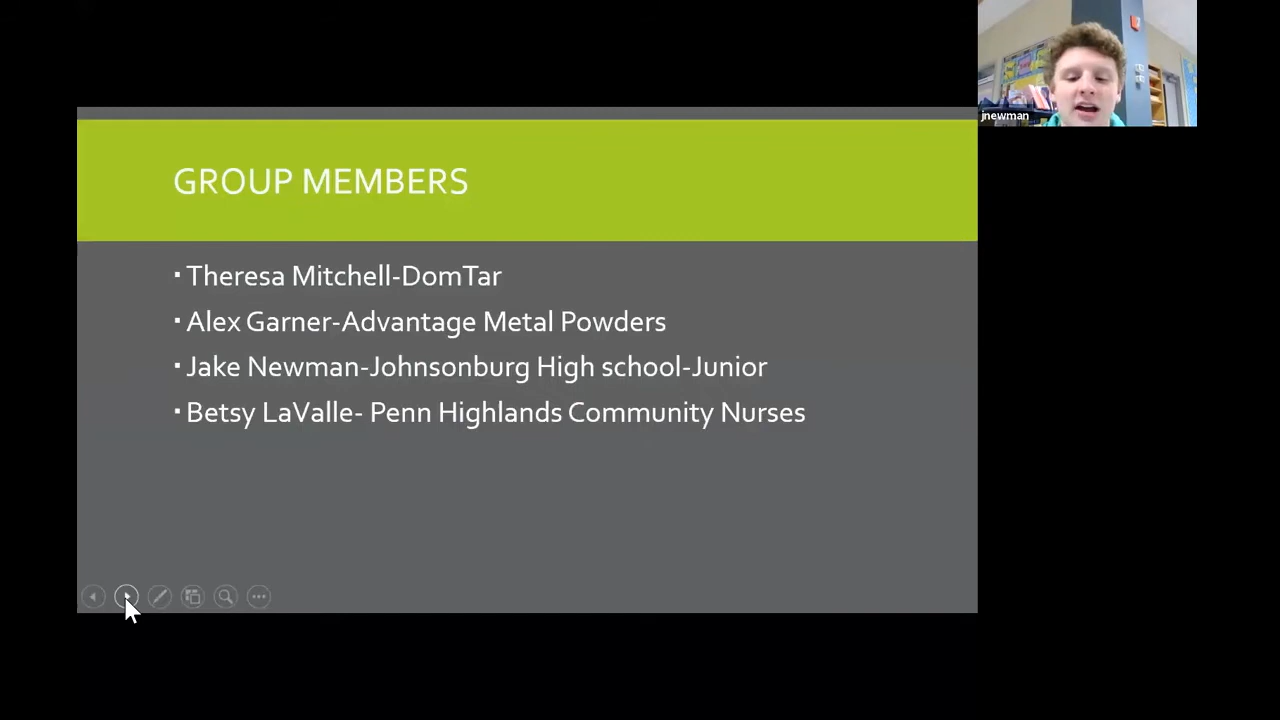 jnewman
GROUP MEMBERS
Theresa Mitchell-DomTar
Alex Garner-Advantage Metal Powders
Jake Newman-Johnsonburg High school-Junior
Betsy LaValle- Penn Highlands Community Nurses